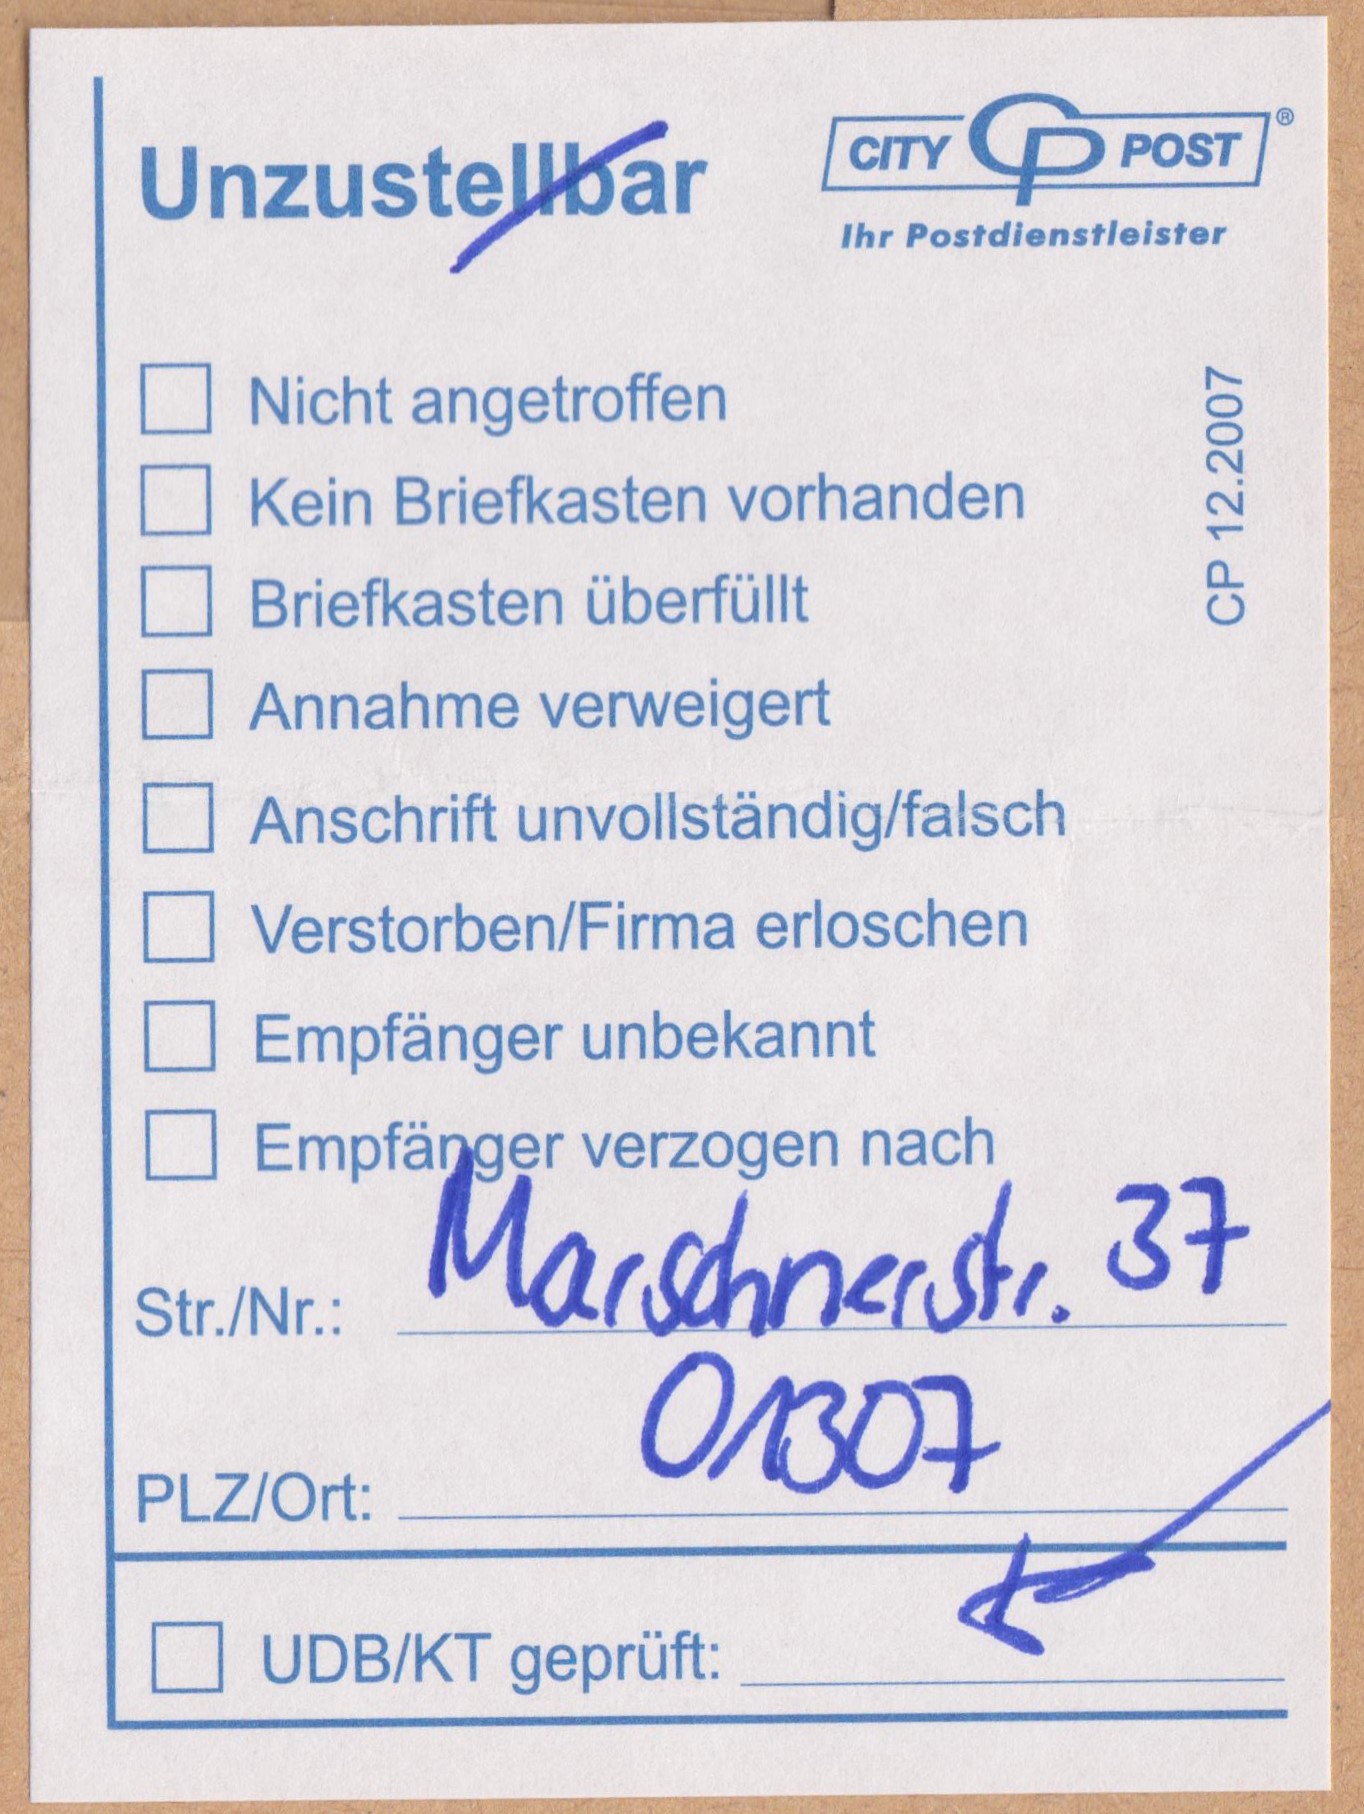 Unzustellbar
CITY CP POST ®
Ihr Postdienstleister
Nicht angetroffen
Kein Briefkasten vorhanden
Briefkasten überfüllt
Annahme verweigert
Anschrift unvollständig/falsch
Verstorben/Firma erloschen
Empfänger unbekannt
Empfänger verzogen nach
CP 12.2007
Str./Nr.: Marschnerstr. 37
PLZ/Ort: 01307
UDB/KT geprüft: